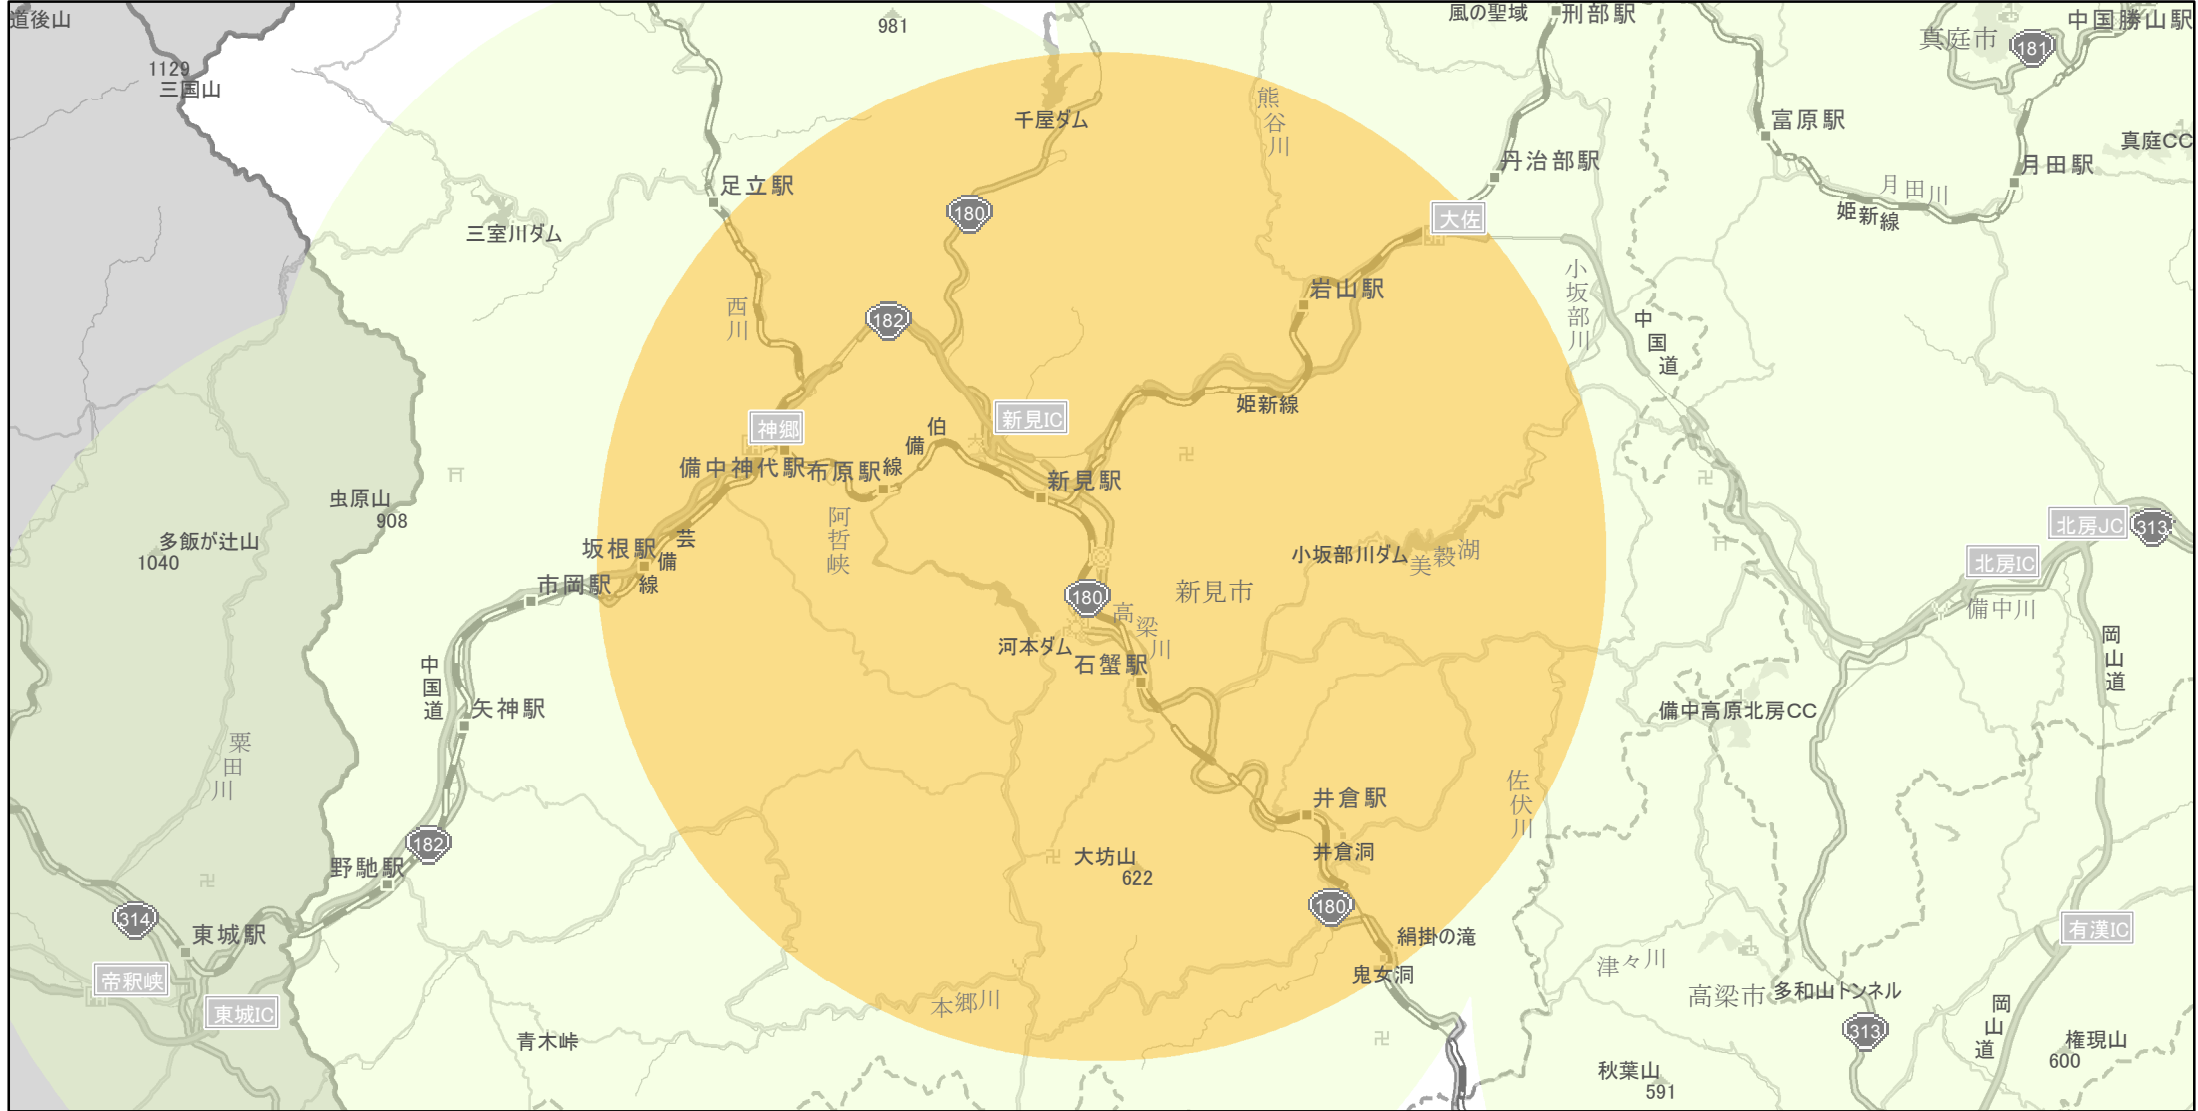 道後山
981
風の聖域
刑部駅
中国勝山駅
真庭市
181
1129
三国山
千屋ダム
熊谷川
富原駅
真庭CC
丹治部駅
月田駅
足立駅
180
月田川
姫新線
大佐
三室川ダム
西川
182
岩山駅
小坂部川
中国道
姫新線
新見IC
神郷
伯備線
備中神代駅
布原駅
新見駅
虫原山
908
阿哲峡
多飯が辻山
1040
坂根駅
芸備線
小坂部川ダム
美穀湖
北房JC
313
北房IC
市岡駅
180
新見市
高梁川
備中川
河本ダム
石蟹駅
岡山道
中国道
矢神駅
備中高原北房CC
粟田川
佐伏川
井倉駅
182
野馳駅
大坊山
622
井倉洞
314
180
東城駅
絹掛の滝
有漢IC
帝釈峡
鬼女洞
津々川
東城IC
本郷川
高梁市
多和山トンネル
岡山道
313
青木峠
権現山
600
秋葉山
591